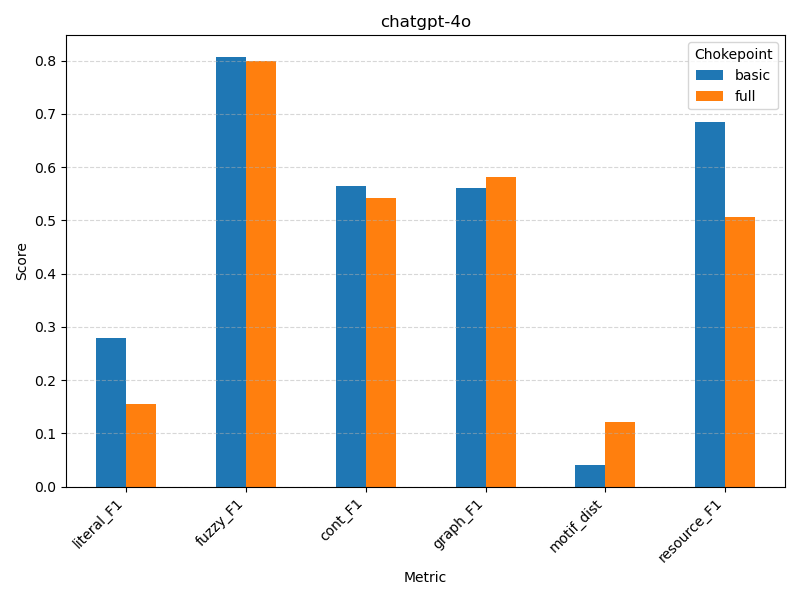 chatgpt-4o
Chokepoint
basic
full
Score
0.8
0.7
0.6
0.5
0.4
0.3
0.2
0.1
0.0
literal_F1
fuzzy_F1
cont_F1
graph_F1
motif_dist
resource_F1
Metric